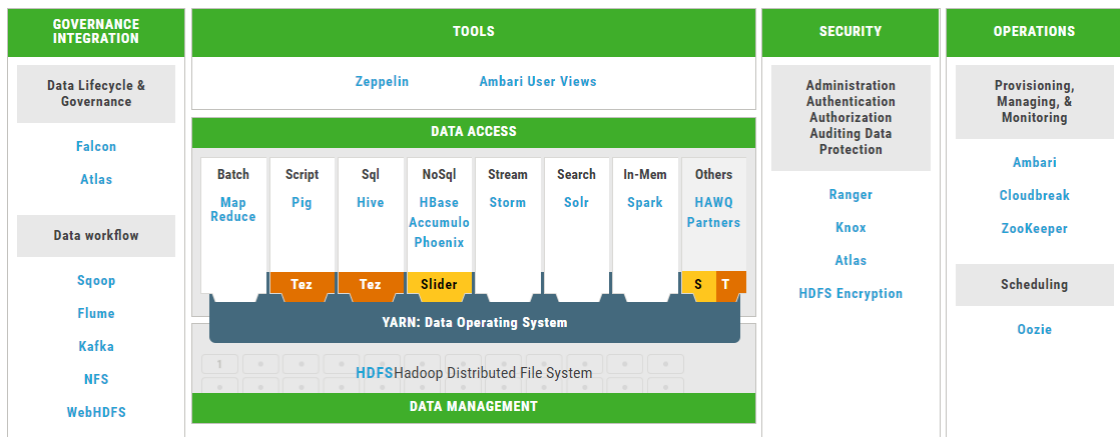 GOVERNANCE
INTEGRATION
Data Lifecycle &
Governance
Falcon
Atlas
Data workflow
Sqoop
Flume
Kafka
NFS
WebHDFS
TOOLS
Zeppelin
Ambari User Views
DATA ACCESS
Batch
Map
Reduce
Script
Pig
Tez
Sql
Hive
Tez
NoSql
HBase
Accumulo
Phoenix
Slider
Stream
Storm
Search
Solr
In-Mem
Spark
Others
HAWQ
Partners
S
T
YARN: Data Operating System
1
HDFSHadoop Distributed File System
DATA MANAGEMENT
SECURITY
Administration
Authentication
Authorization
Auditing Data
Protection
Ranger
Knox
Atlas
HDFS Encryption
OPERATIONS
Provisioning,
Managing, &
Monitoring
Ambari
Cloudbreak
ZooKeeper
Scheduling
Oozie